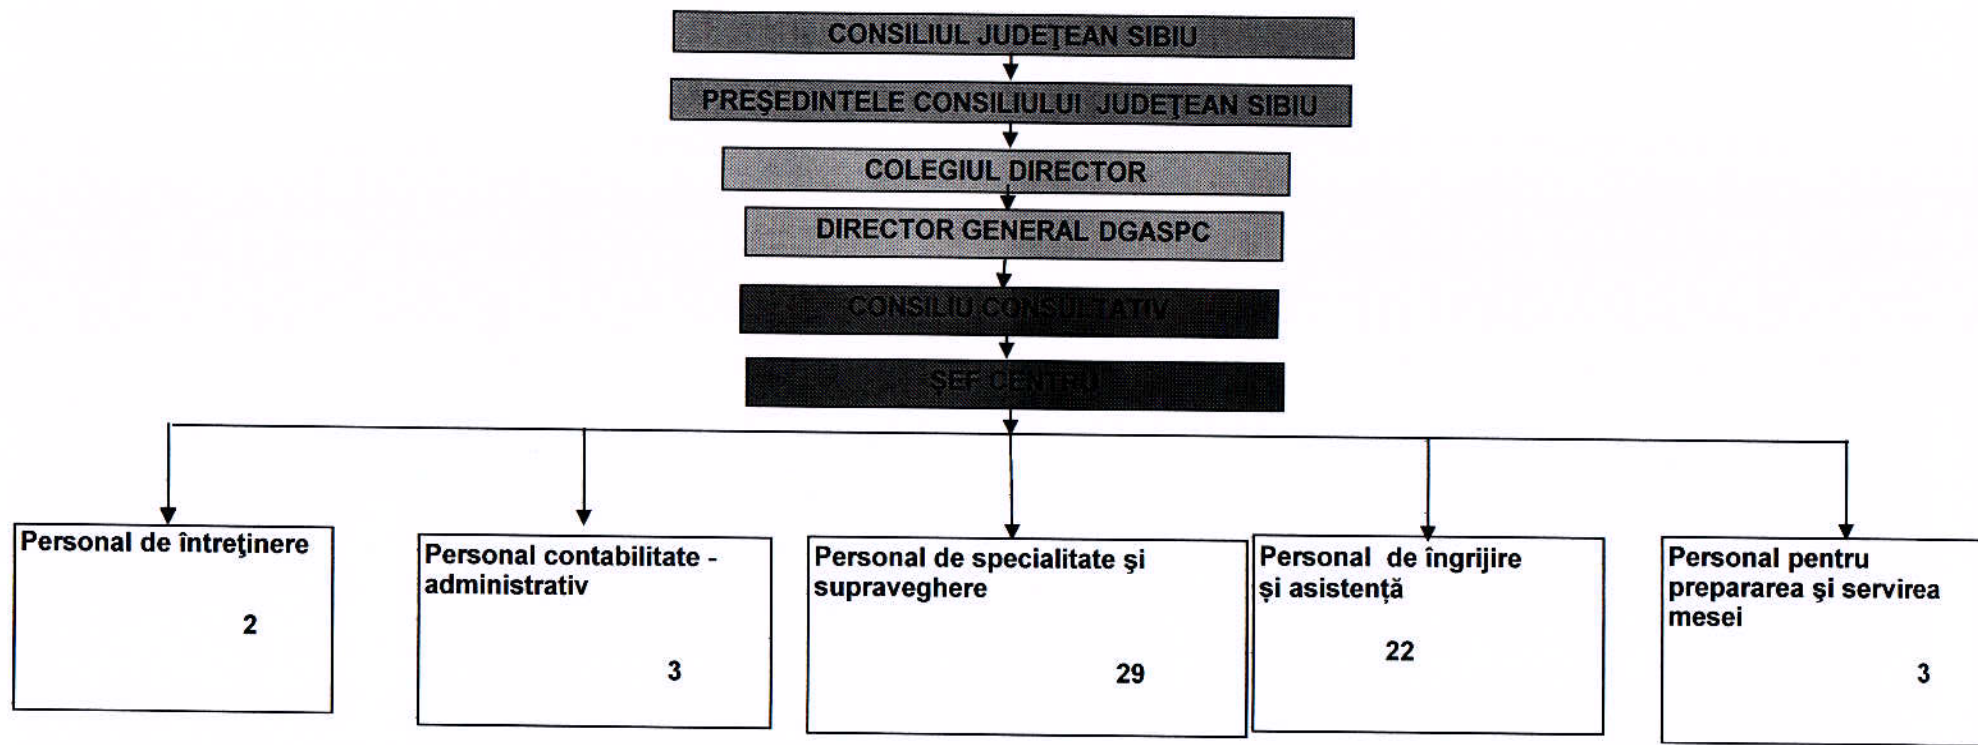 CONSILIUL JUDEŢEAN SIBIU
PREŞEDINTELE CONSILIULUI JUDEŢEAN SIBIU
COLEGIUL DIRECTOR
DIRECTOR GENERAL DGASPC
CONSILIU CONSULTATIV
ŞEF CENTRU
Personal de întreţinere
2
Personal contabilitate -
administrativ
3
Personal de specialitate şi
supraveghere
29
Personal de îngrijire
și asistență
22
Personal pentru
prepararea şi servirea
mesei
3